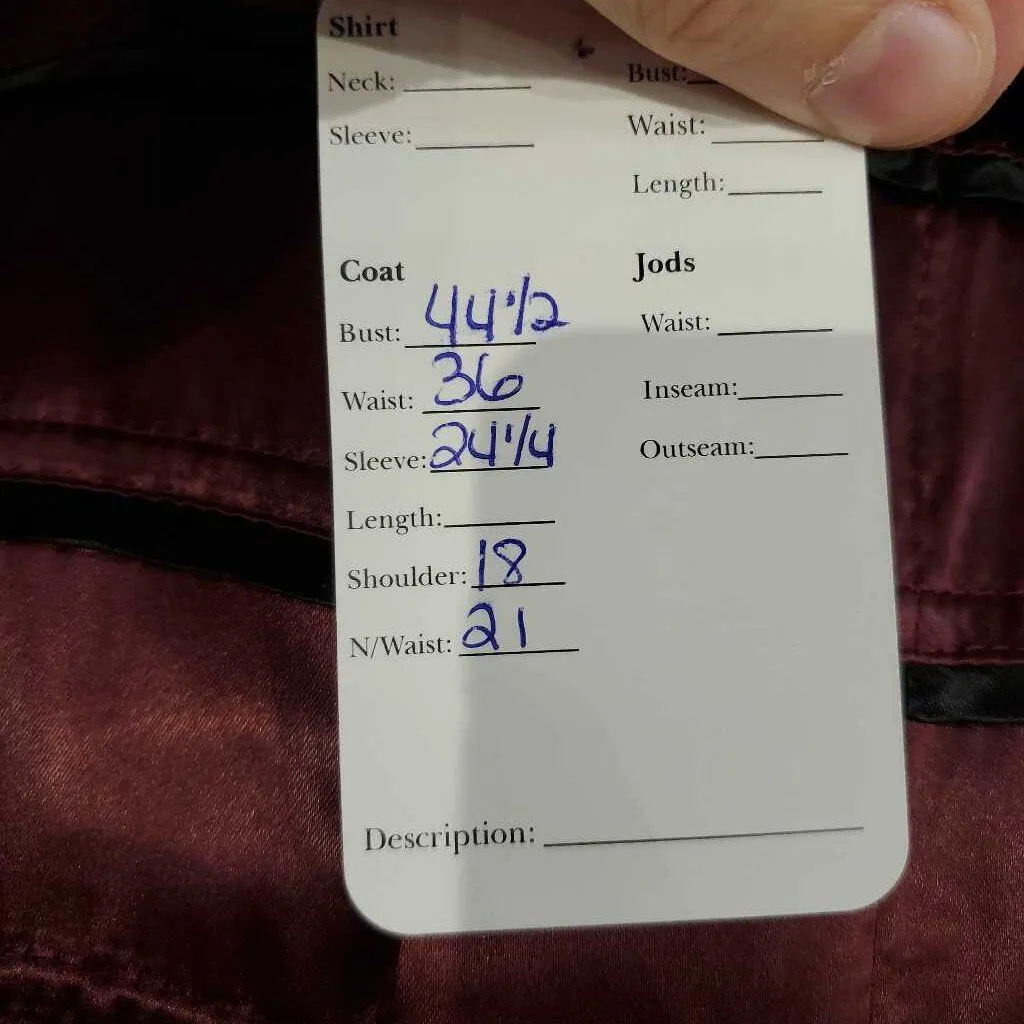 Shirt
Neck:
Sleeve:
Bust:
Waist:
Length:
Coat
Bust: 44 1/2
Waist: 36
Sleeve: 24 1/4
Length:
Shoulder: 18
N/Waist: 21
Jods
Waist:
Inseam:
Outseam:
Description: